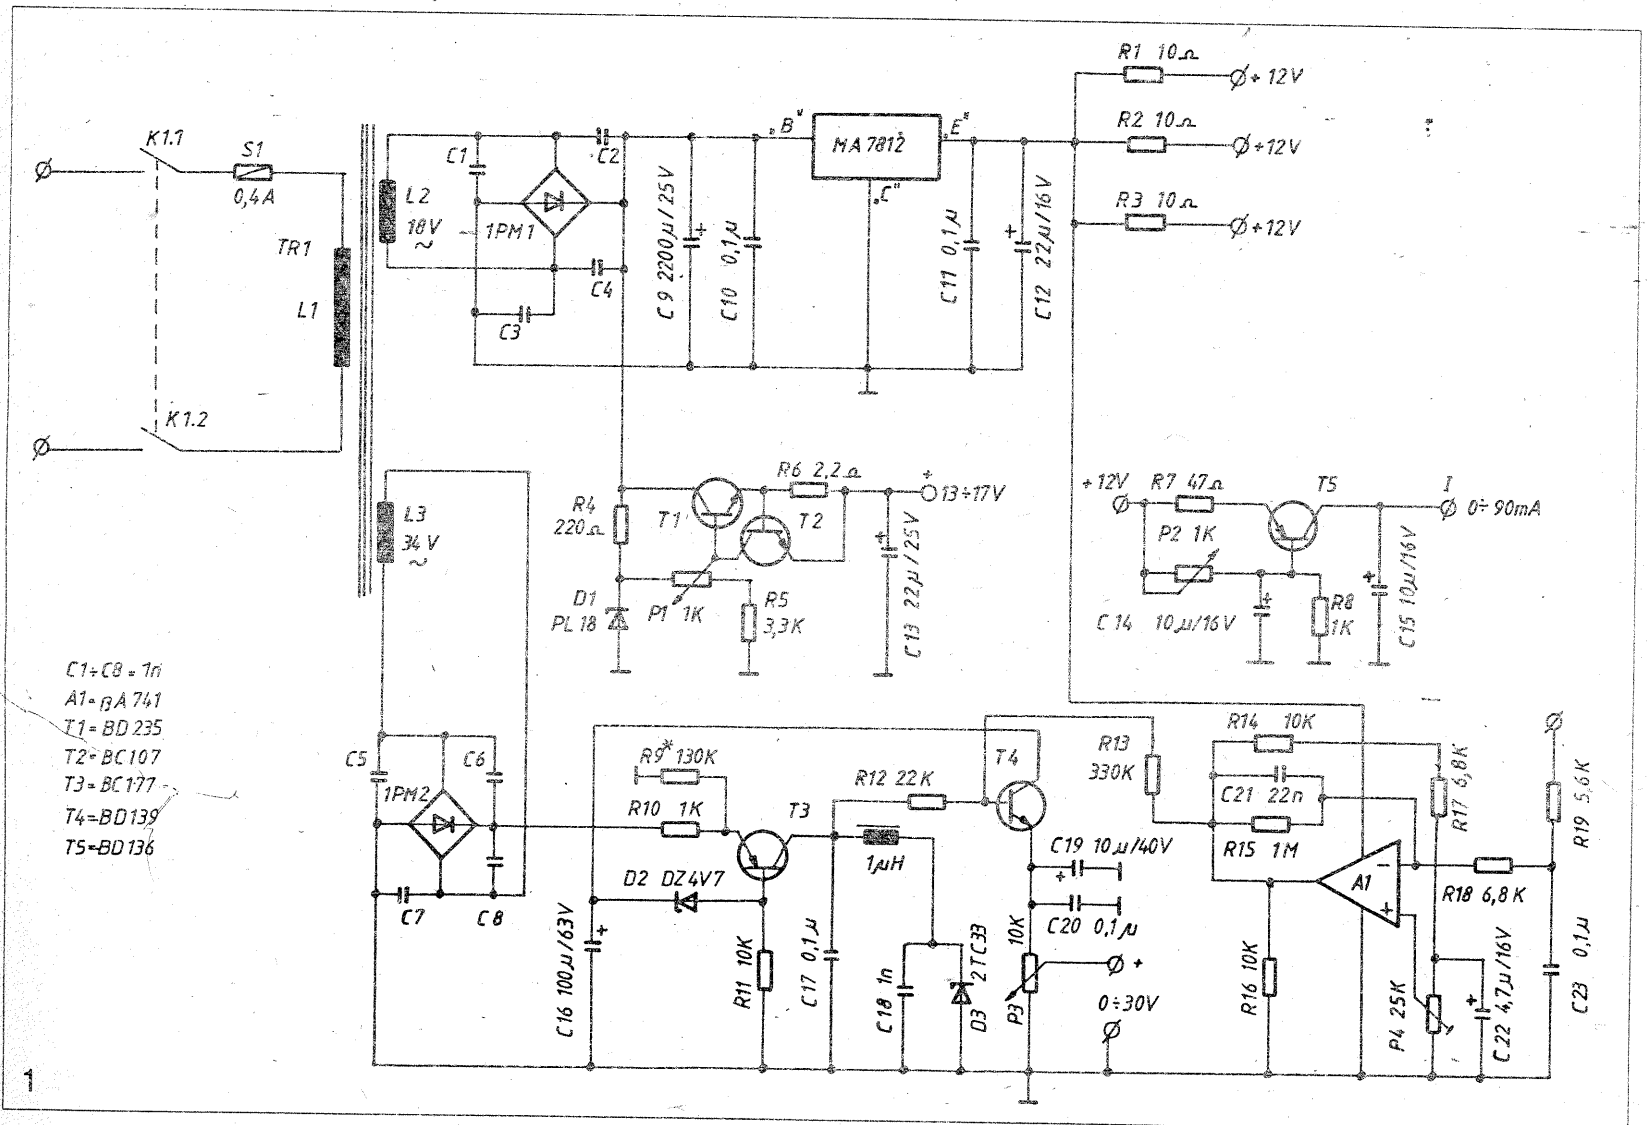 R1 10Ω
+12V
R2 10Ω
+12V
R3 10Ω
+12V
K1.1
S1
0,4A
TR1
L1
K1.2
L2
18V
~
C1
C2
1PM1
C4
C3
C9 2200μ/25V
+
C10 0,1μ
„B"
MA7812
„E"
„C"
C11 0,1μ
+
C12 22μ/16V
L3
34V
~
R4
220Ω
T1
R6 2,2Ω
T2
+
13÷17V
D1
PL18
P1 1K
R5
3,3K
+
C13 22μ/25V
+12V
R7 47Ω
T5
I
0÷90mA
P2 1K
C14 10μ/16V
+
R8
1K
+
C15 10μ/16V
C1÷C8=1n
A1=βA741
T1=BD235
T2=BC107
T3=BC177
T4=BD139
T5=BD136
C5
C6
1PM2
C7
C8
R9* 130K
R10 1K
T3
D2 DZ4V7
C16 100μ/63V
+
R11 10K
R12 22K
1μH
C17 0,1μ
C18 1n
D3 2TC33
T4
C19 10μ/40V
+
C20 0,1μ
10K
P3
+
0÷30V
R13
330K
R14 10K
C21 22n
R15 1M
R16 10K
A1
-
+
R17 6,8K
R18 6,8K
R19 5,6K
P4 25K
+
C22 4,7μ/16V
C23 0,1μ
1